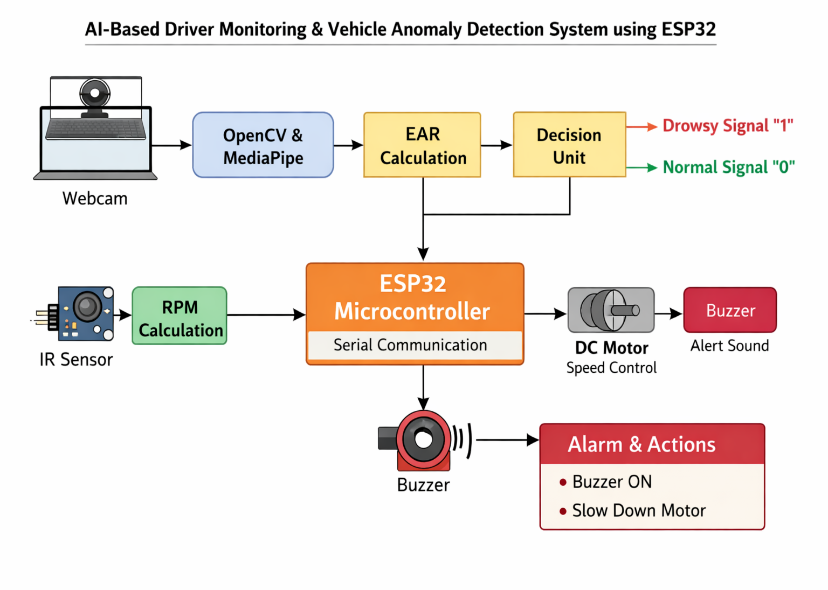 AI-Based Driver Monitoring & Vehicle Anomaly Detection System using ESP32
Webcam
OpenCV &
MediaPipe
EAR
Calculation
Decision
Unit
Drowsy Signal "1"
Normal Signal "0"
IR Sensor
RPM
Calculation
ESP32
Microcontroller
Serial Communication
DC Motor
Speed Control
Buzzer
Alert Sound
Buzzer
Alarm & Actions
• Buzzer ON
• Slow Down Motor